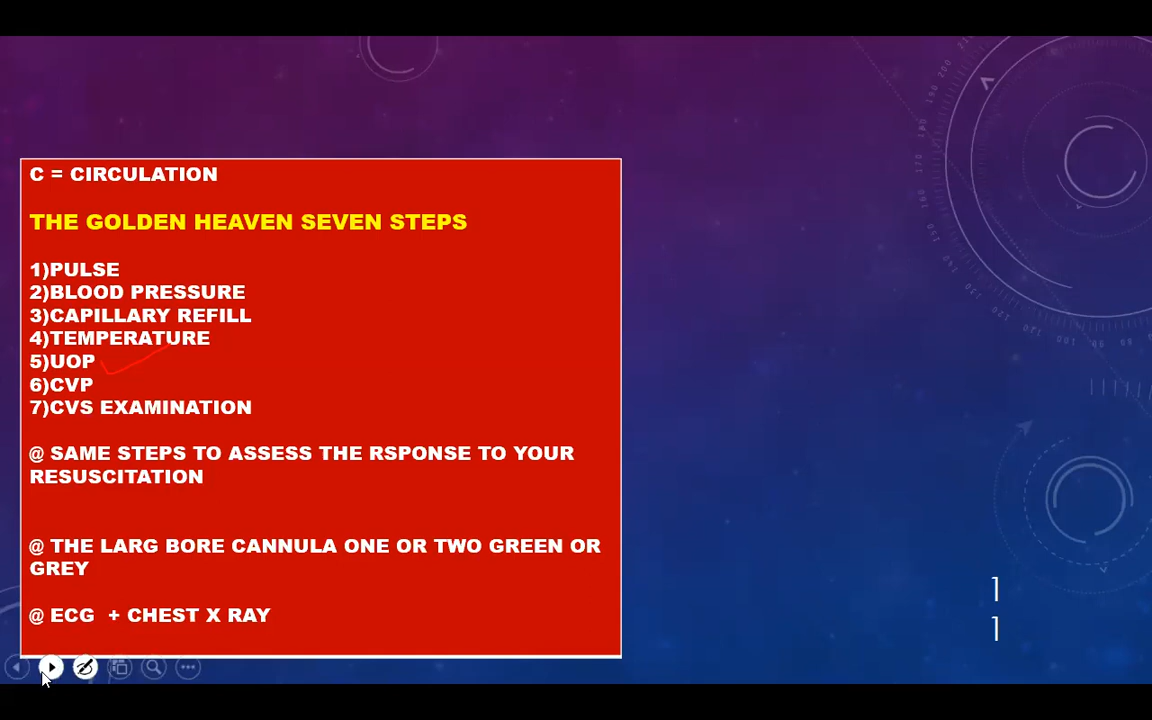 C = CIRCULATION
THE GOLDEN HEAVEN SEVEN STEPS
1)PULSE
2)BLOOD PRESSURE
3)CAPILLARY REFILL
4)TEMPERATURE
5)UOP
6)CVP
7)CVS EXAMINATION
@ SAME STEPS TO ASSESS THE RSPONSE TO YOUR
RESUSCITATION
@ THE LARG BORE CANNULA ONE OR TWO GREEN OR
GREY
@ ECG + CHEST X RAY
1
1